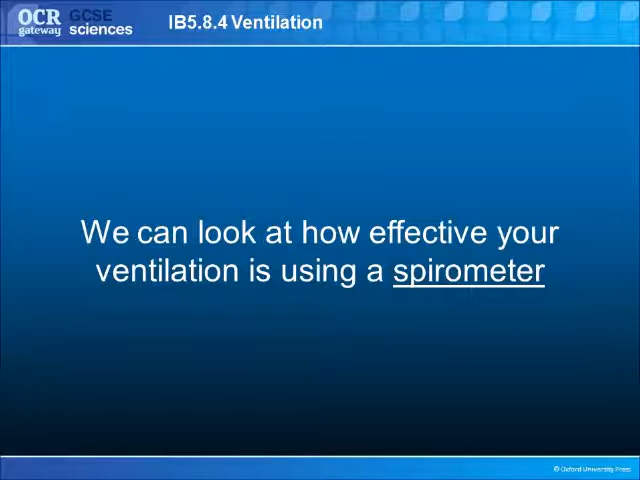 OCR GCSE
gateway sciences
IB5.8.4 Ventilation
We can look at how effective your
ventilation is using a spirometer
© Oxford University Press